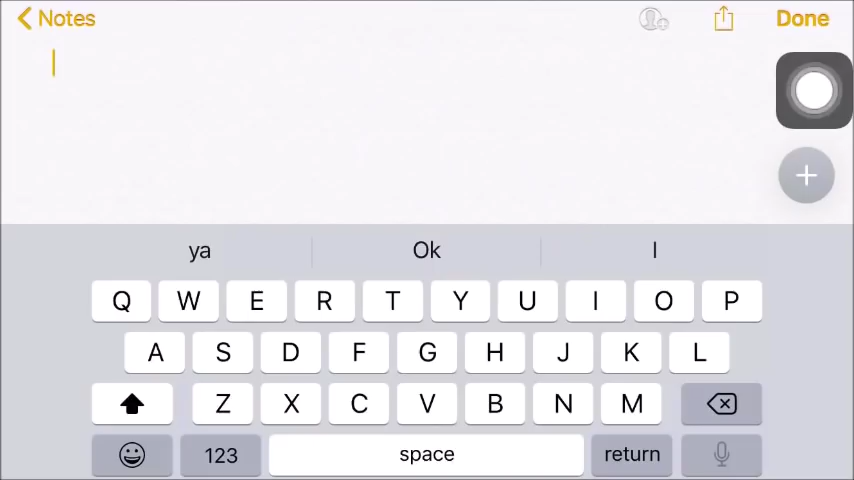 Notes
Done
ya Ok I
Q W E R T Y U I O P
A S D F G H J K L
Z X C V B N M
123 space return